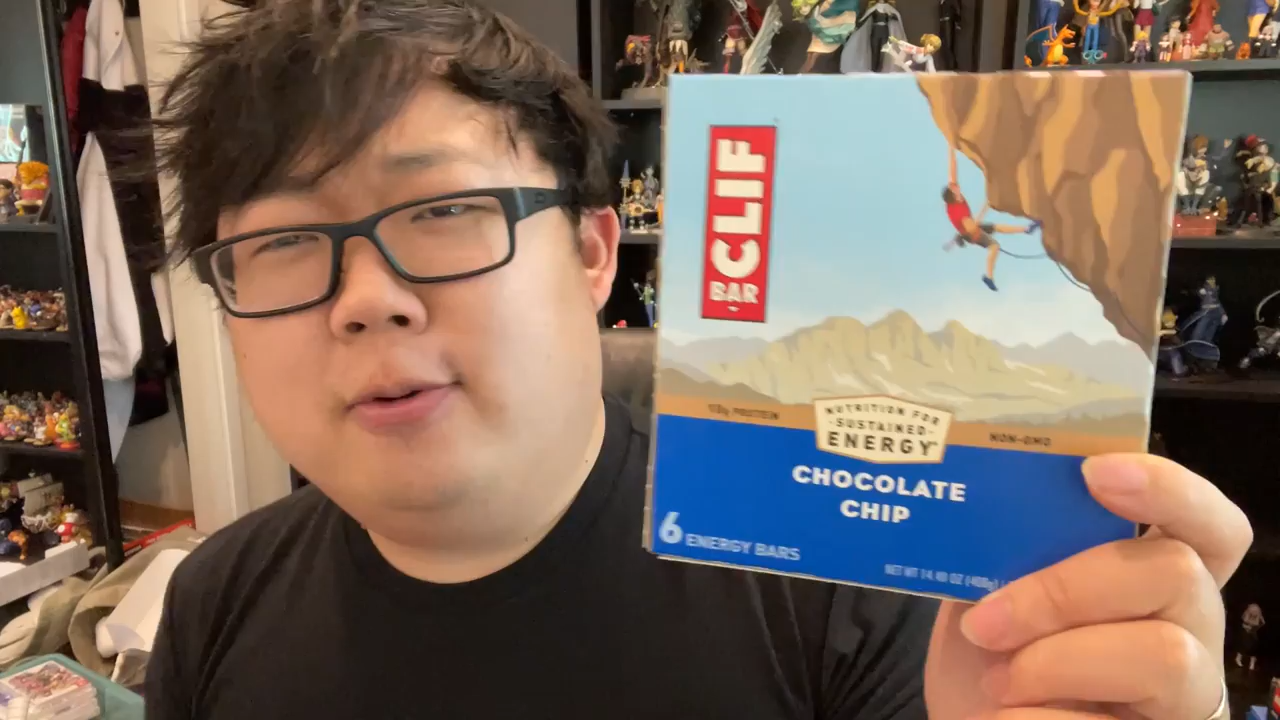 CLIF
BAR
10g PROTEIN
NUTRITION FOR
-SUSTAINED-
ENERGY
NON-GMO
CHOCOLATE
CHIP
6 ENERGY BARS
NET WT 14.40 OZ (408g)